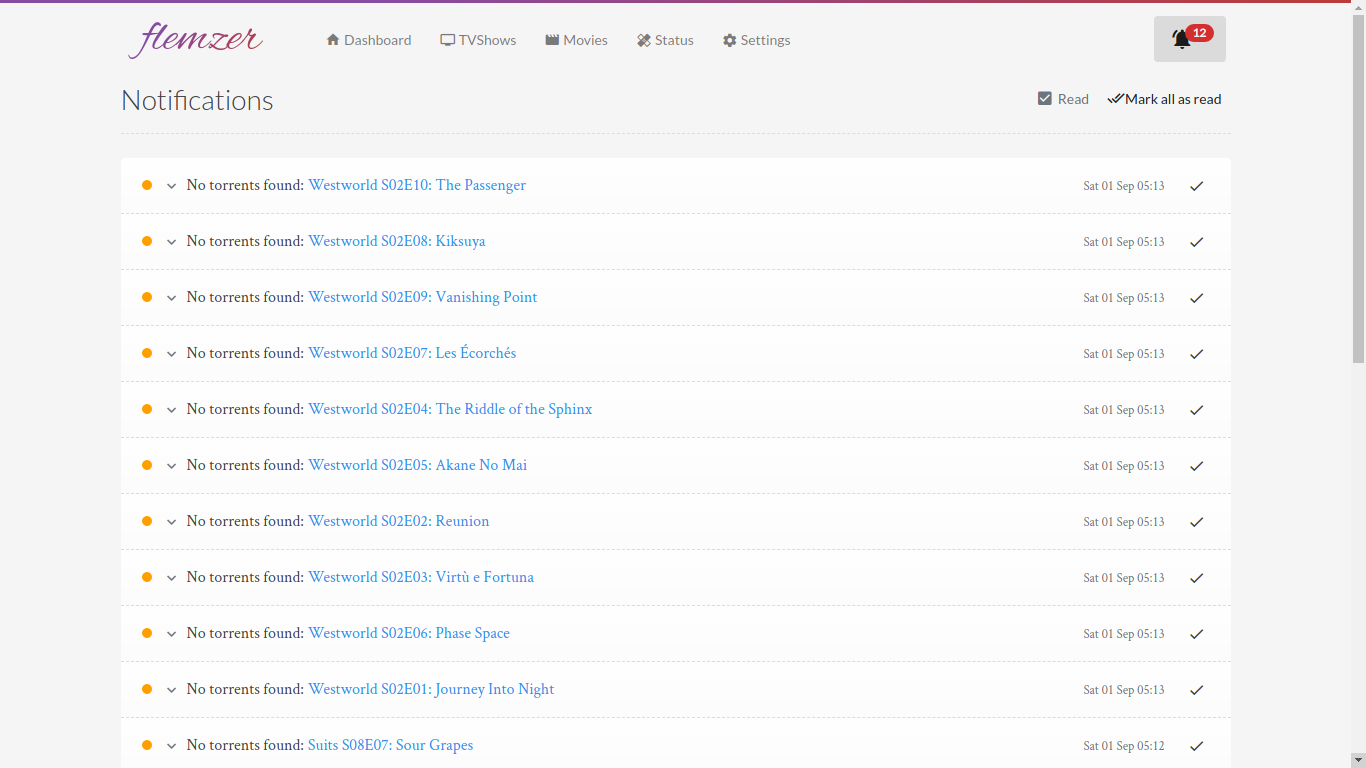 flemzer Dashboard TVShows Movies Status Settings 12
Notifications Read Mark all as read
No torrents found: Westworld S02E10: The Passenger Sat 01 Sep 05:13
No torrents found: Westworld S02E08: Kiksuya Sat 01 Sep 05:13
No torrents found: Westworld S02E09: Vanishing Point Sat 01 Sep 05:13
No torrents found: Westworld S02E07: Les Écorchés Sat 01 Sep 05:13
No torrents found: Westworld S02E04: The Riddle of the Sphinx Sat 01 Sep 05:13
No torrents found: Westworld S02E05: Akane No Mai Sat 01 Sep 05:13
No torrents found: Westworld S02E02: Reunion Sat 01 Sep 05:13
No torrents found: Westworld S02E03: Virtù e Fortuna Sat 01 Sep 05:13
No torrents found: Westworld S02E06: Phase Space Sat 01 Sep 05:13
No torrents found: Westworld S02E01: Journey Into Night Sat 01 Sep 05:13
No torrents found: Suits S08E07: Sour Grapes Sat 01 Sep 05:12